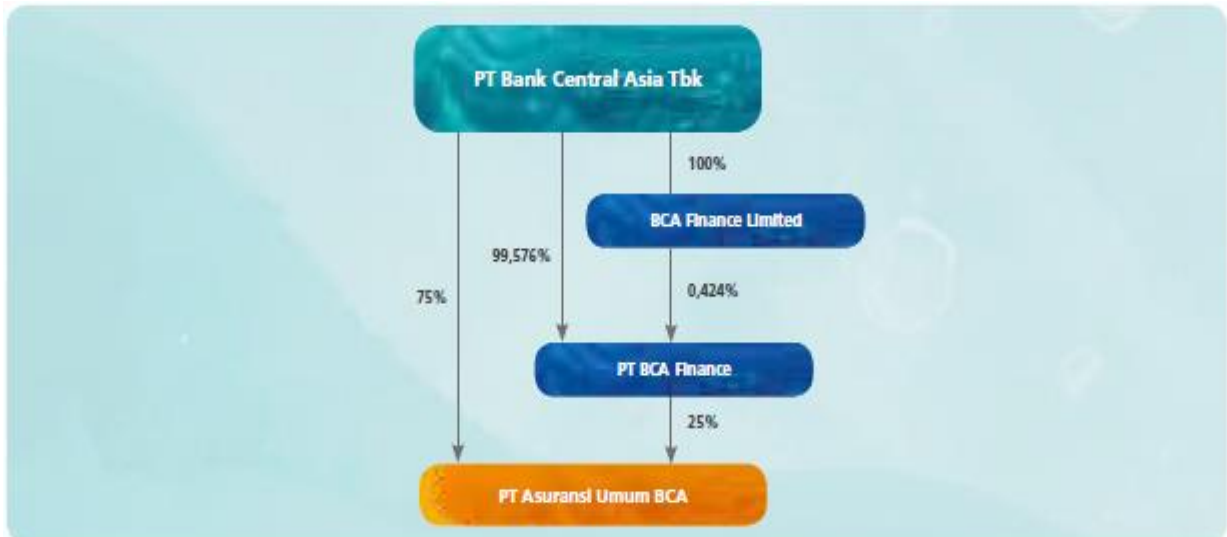 PT Bank Central Asia Tbk
100%
BCA Finance Limited
99,576%
0,424%
75%
PT BCA Finance
25%
PT Asuransi Umum BCA